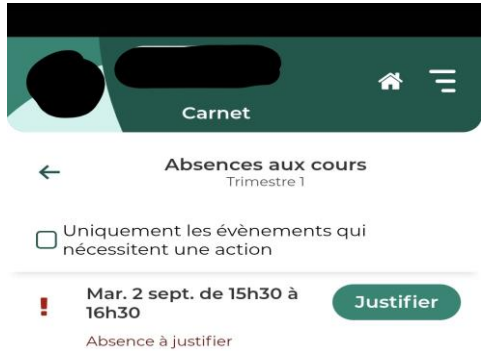 Carnet
Absences aux cours
Trimestre 1
Uniquement les évènements qui
nécessitent une action
Mar. 2 sept. de 15h30 à
16h30
Justifier
Absence à justifier